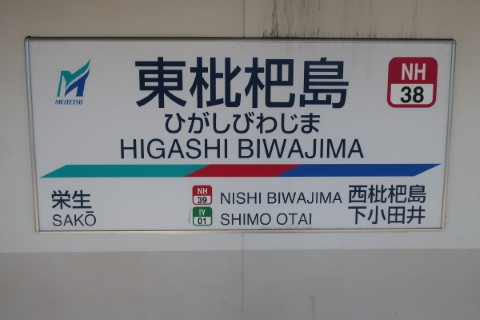 MEITETSU
東枇杷島
NH
38
ひがしびわじま
HIGASHI BIWAJIMA
栄生
SAKŌ
NH
39
NISHI BIWAJIMA 西枇杷島
IY
01
SHIMO OTAI 下小田井